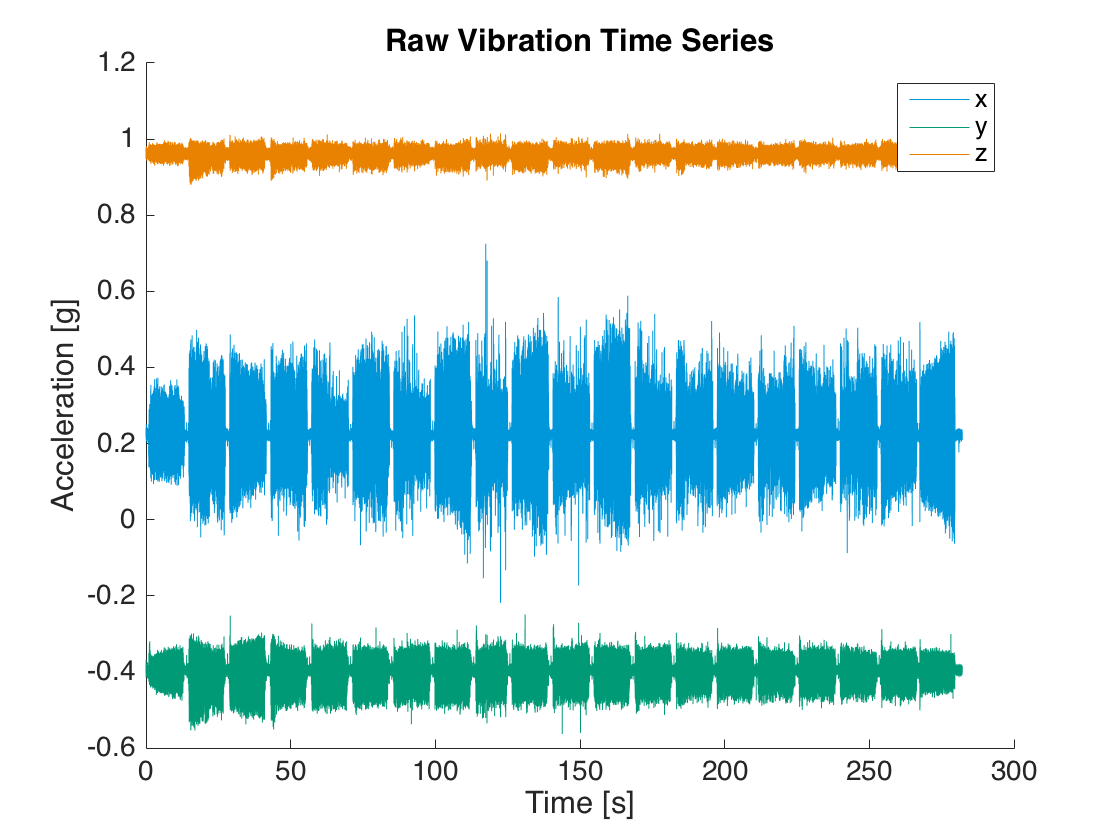 Raw Vibration Time Series
1.2
1
0.8
0.6
0.4
0.2
0
-0.2
-0.4
-0.6
Acceleration [g]
x
y
z
0 50 100 150 200 250 300
Time [s]